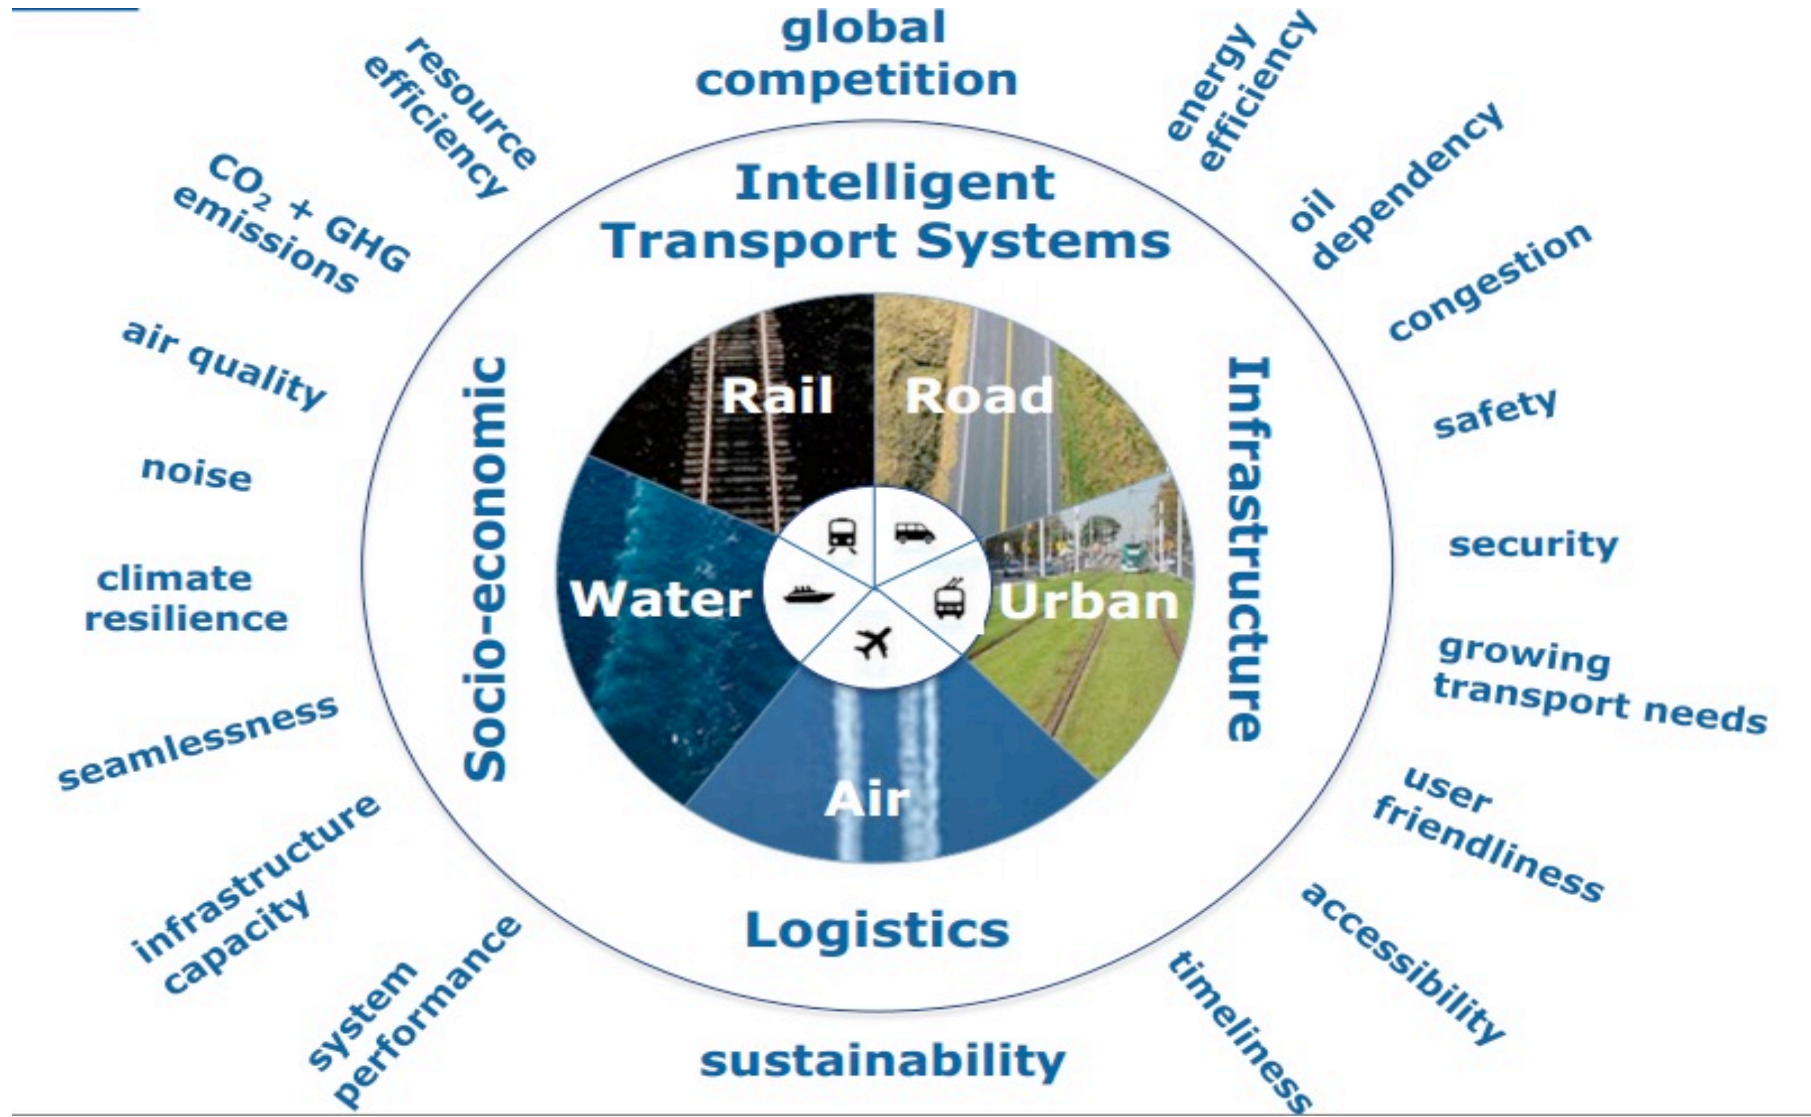 global
competition
energy
efficiency
oil
dependency
congestion
safety
security
growing
transport needs
user
friendliness
accessibility
timeliness
sustainability
system
performance
infrastructure
capacity
seamlessness
climate
resilience
noise
air quality
CO₂ + GHG
emissions
resource
efficiency
Intelligent
Transport Systems
Infrastructure
Logistics
Socio-economic
Rail
Road
Urban
Air
Water